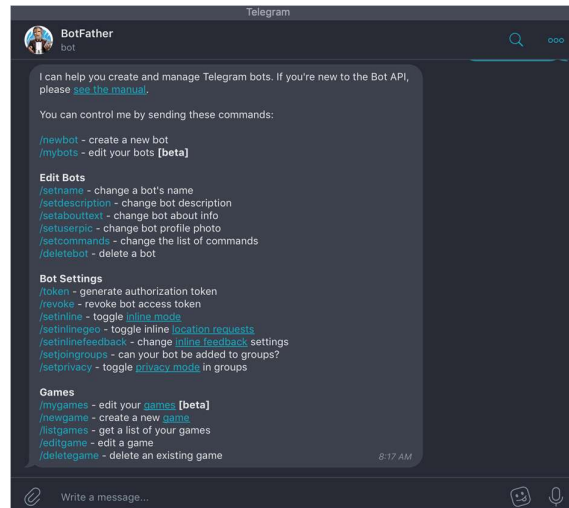 Telegram
BotFather
bot
I can help you create and manage Telegram bots. If you're new to the Bot API,
please see the manual.
You can control me by sending these commands:
/newbot - create a new bot
/mybots - edit your bots [beta]
Edit Bots
/setname - change a bot's name
/setdescription - change bot description
/setabouttext - change bot about info
/setuserpic - change bot profile photo
/setcommands - change the list of commands
/deletebot - delete a bot
Bot Settings
/token - generate authorization token
/revoke - revoke bot access token
/setinline - toggle inline mode
/setinlinegeo - toggle inline location requests
/setinlinefeedback - change inline feedback settings
/setjoingroups - can your bot be added to groups?
/setprivacy - toggle privacy mode in groups
Games
/mygames - edit your games [beta]
/newgame - create a new game
/listgames - get a list of your games
/editgame - edit a game
/deletegame - delete an existing game
8:17 AM
Write a message...